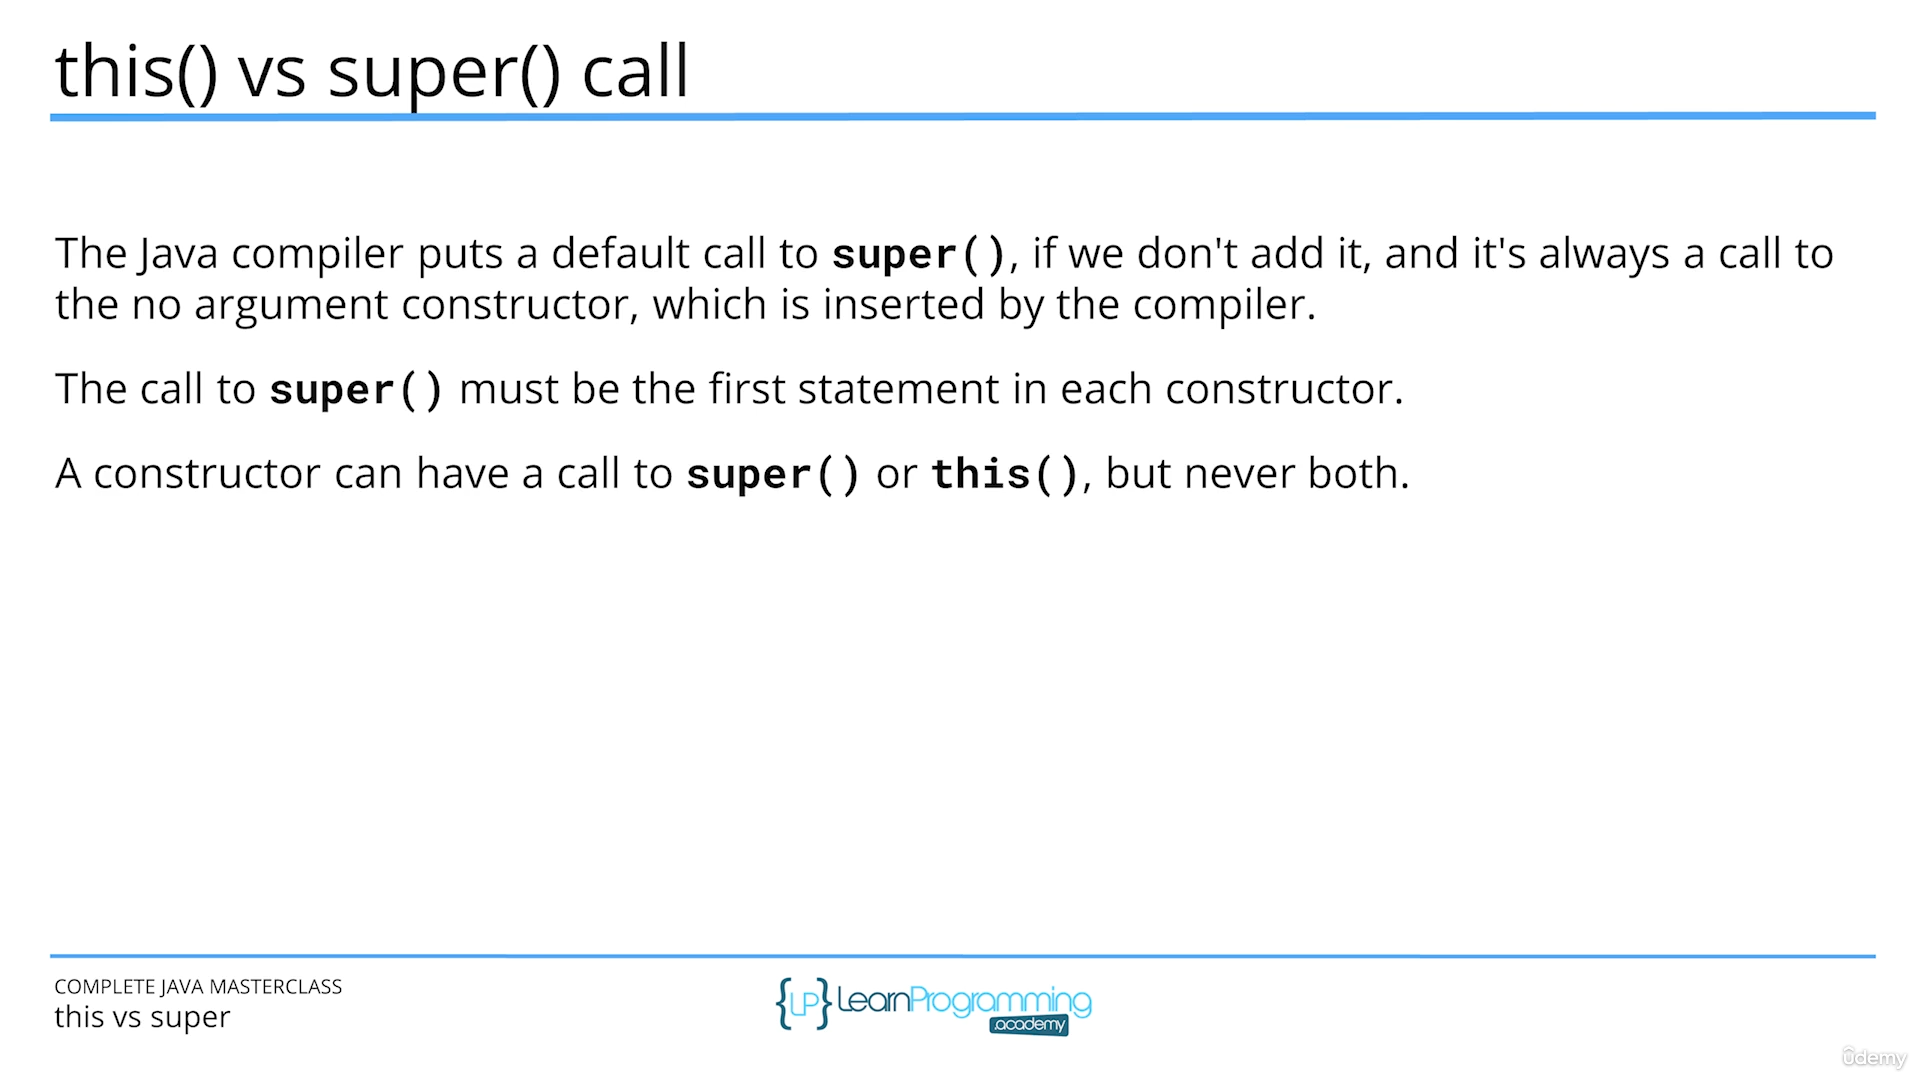 this() vs super() call
The Java compiler puts a default call to super(), if we don't add it, and it's always a call to
the no argument constructor, which is inserted by the compiler.
The call to super() must be the first statement in each constructor.
A constructor can have a call to super() or this(), but never both.
COMPLETE JAVA MASTERCLASS
this vs super
{LP} LearnProgramming
.academy
ûdemy